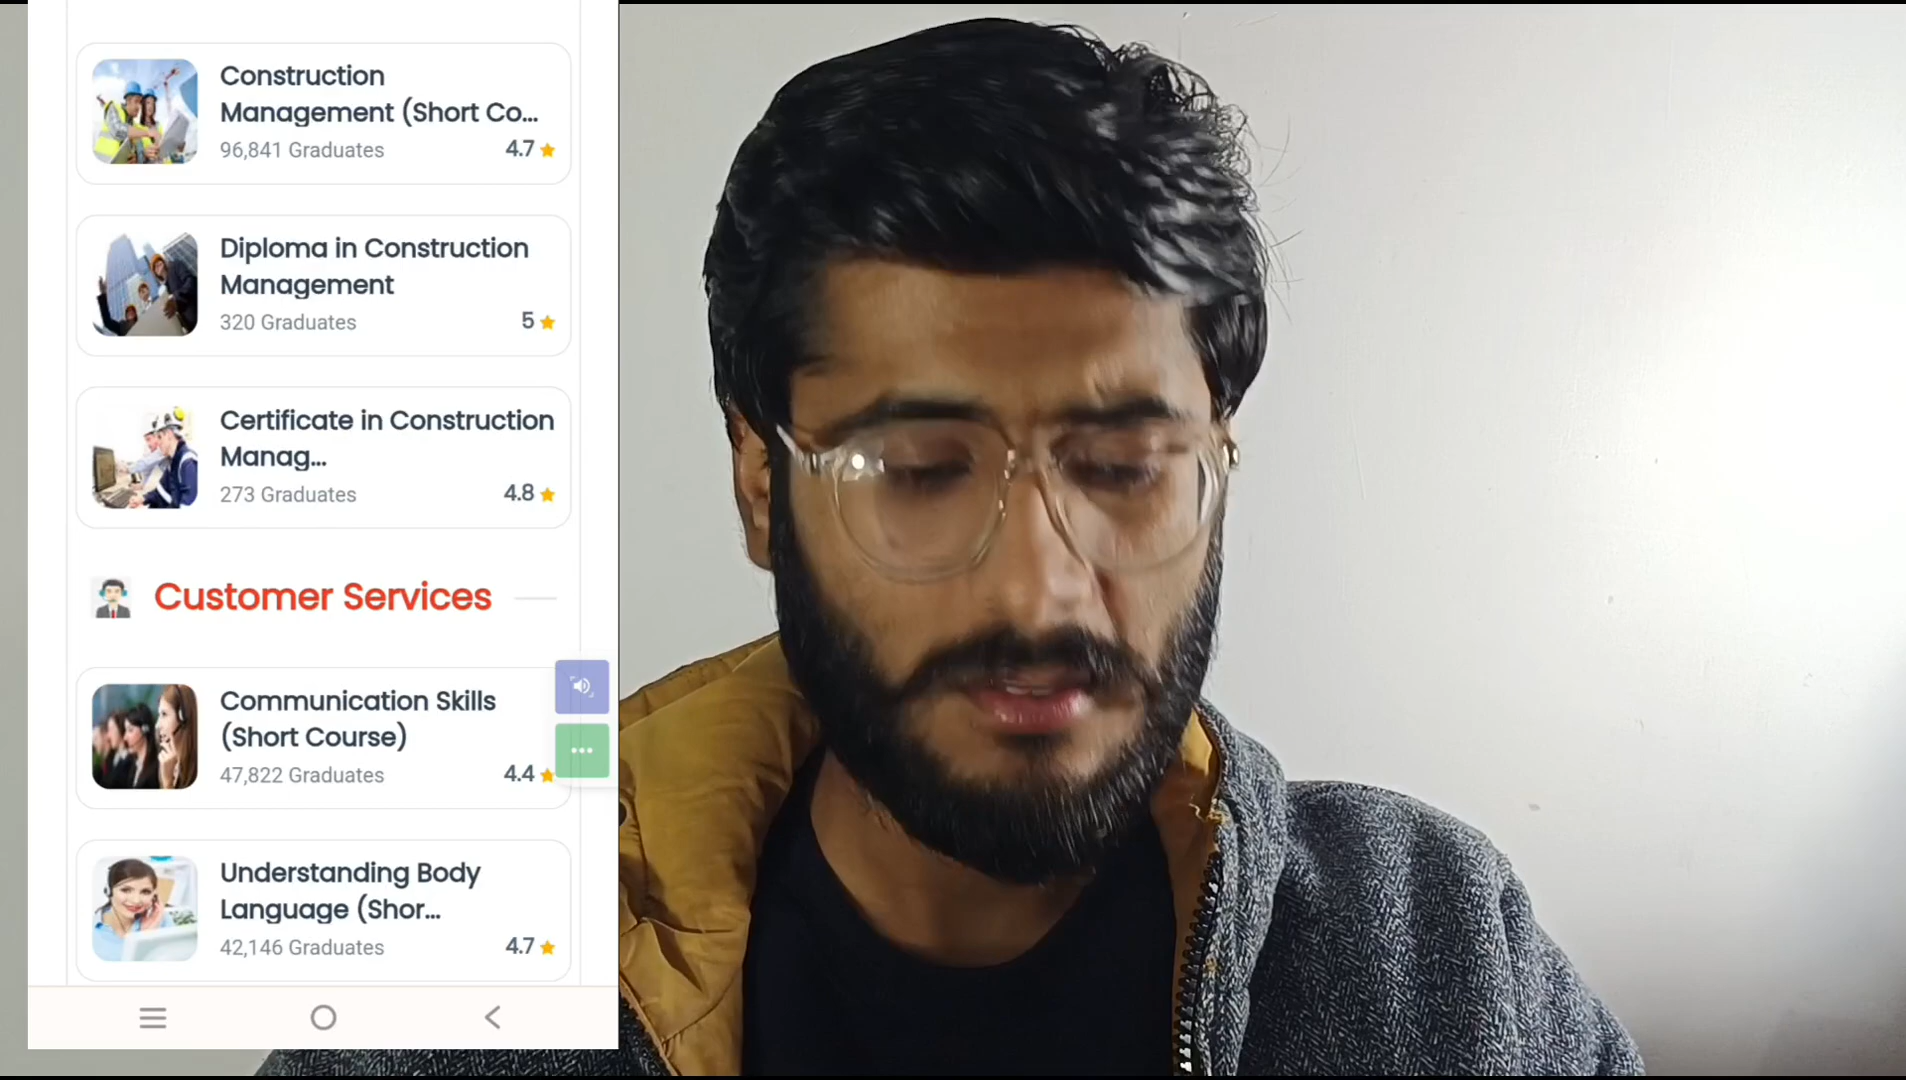 Construction
Management (Short Co...
96,841 Graduates
4.7
Diploma in Construction
Management
320 Graduates
5
Certificate in Construction
Manag...
273 Graduates
4.8
Customer Services
Communication Skills
(Short Course)
47,822 Graduates
4.4
Understanding Body
Language (Shor...
42,146 Graduates
4.7